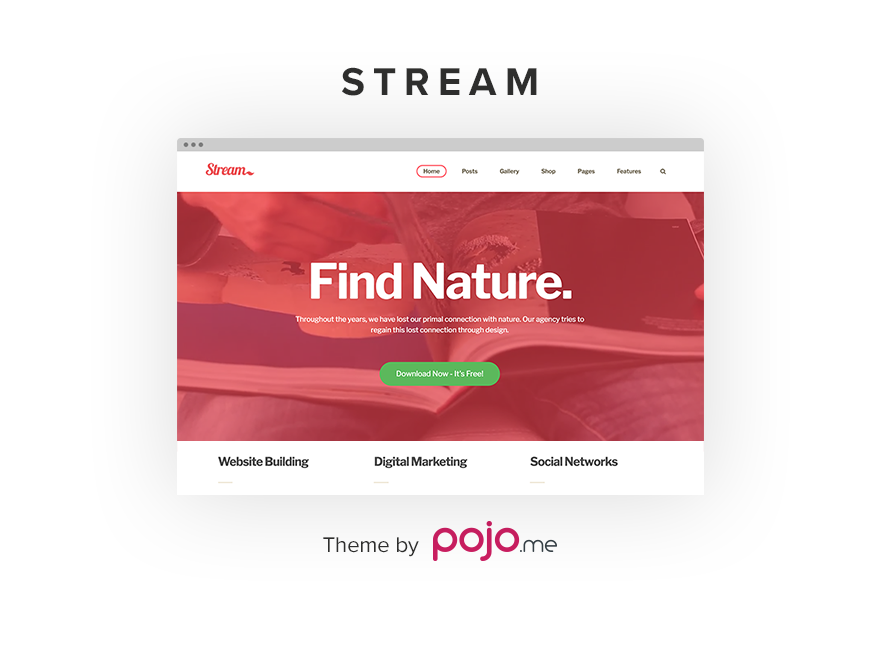 STREAM
Stream
Home Posts Gallery Shop Pages Features
Find Nature.
Throughout the years, we have lost our primal connection with nature. Our agency tries to
regain this lost connection through design.
Download Now - It's Free!
Website Building Digital Marketing Social Networks
Theme by pojo.me